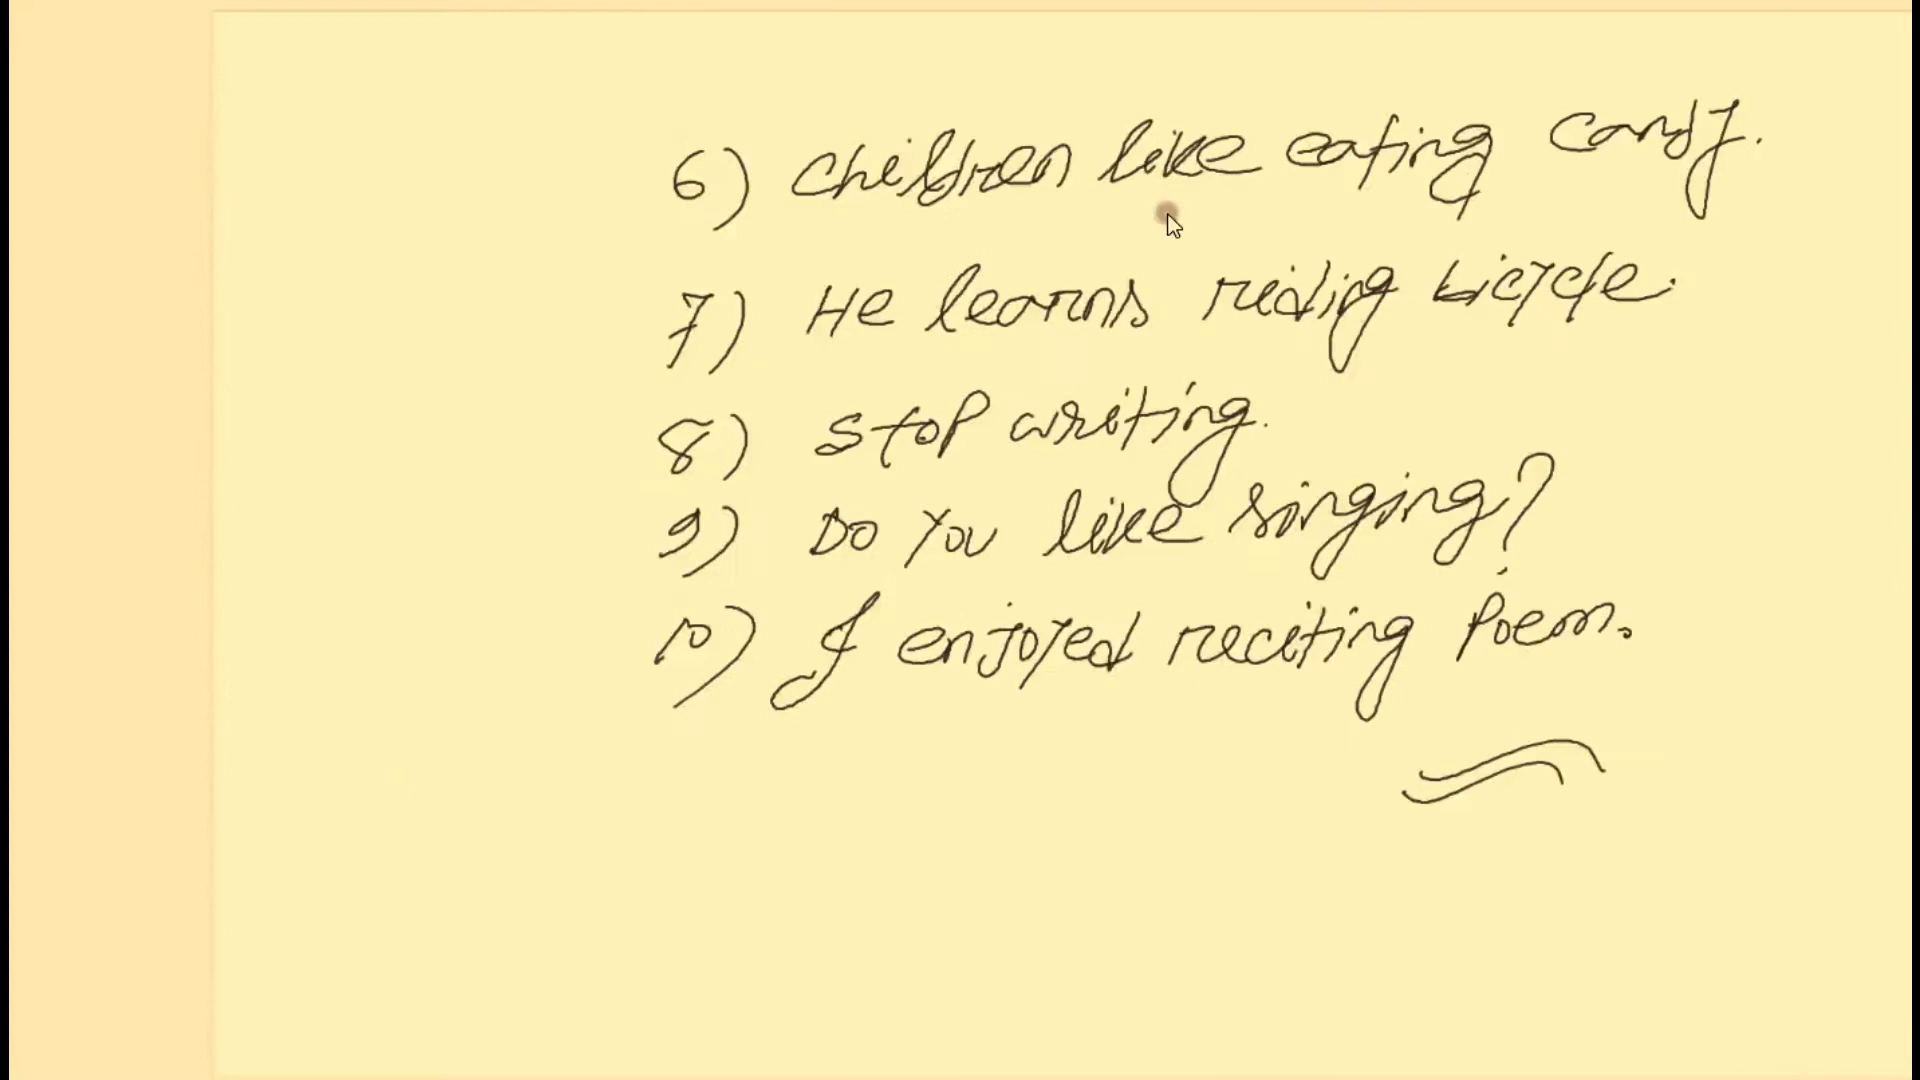 6) Children like eating candy.
7) He learns riding bicycle.
8) Stop writing.
9) Do you like singing?
10) I enjoyed reciting Poem.